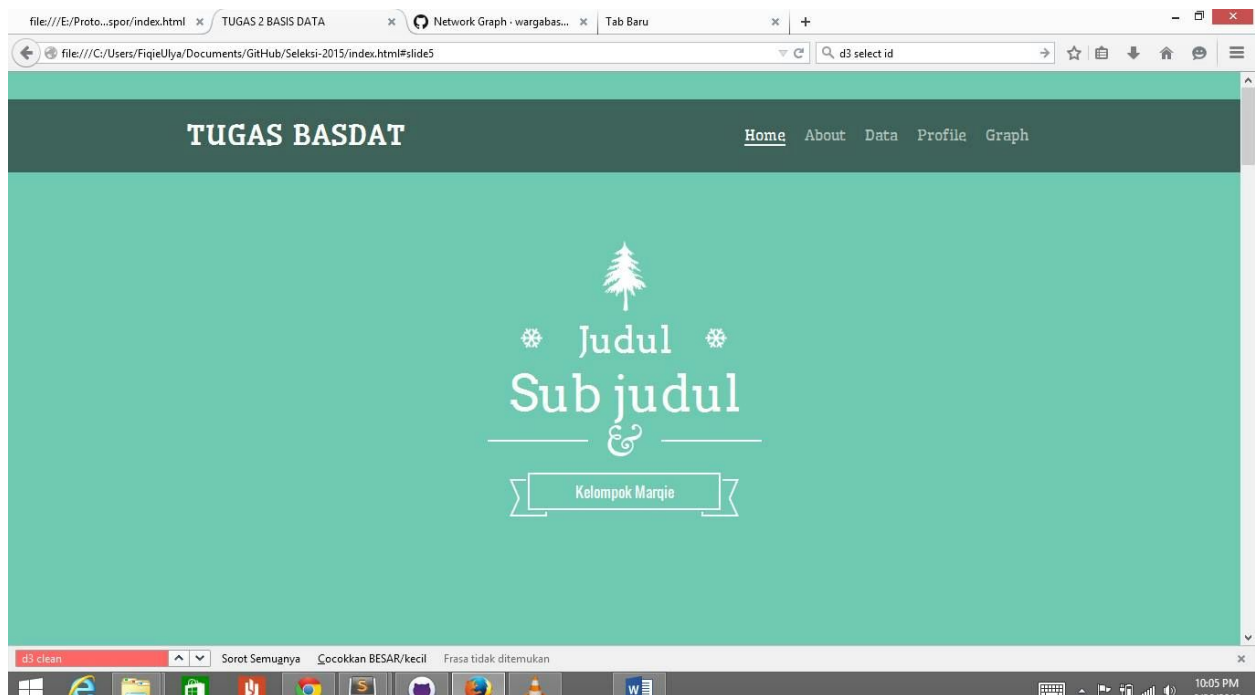 file:///E:/Proto...spor/index.html
TUGAS 2 BASIS DATA
Network Graph · wargabas...
Tab Baru
file:///C:/Users/FiqieUlya/Documents/GitHub/Seleksi-2015/index.html#slide5
d3 select id
TUGAS BASDAT
Home About Data Profile Graph
Judul
Sub judul
&
Kelompok Marqie
d3 clean
Sorot Semuanya
Cocokkan BESAR/kecil
Frasa tidak ditemukan
10:05 PM